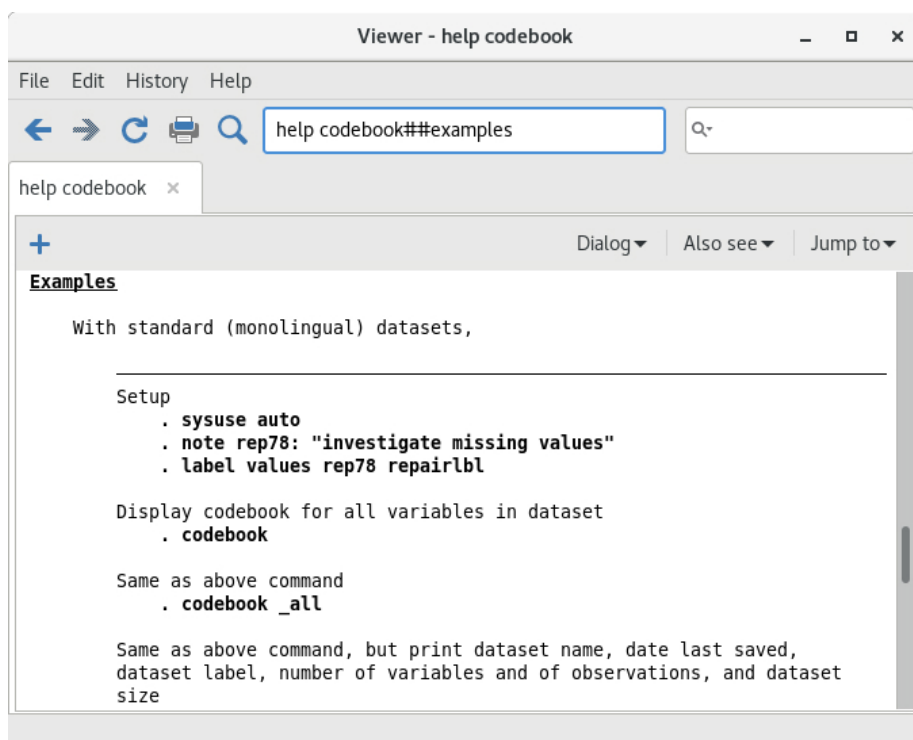 Viewer - help codebook
File Edit History Help
help codebook##examples
help codebook
Dialog Also see Jump to
Examples
With standard (monolingual) datasets,
Setup
. sysuse auto
. note rep78: "investigate missing values"
. label values rep78 repairlbl
Display codebook for all variables in dataset
. codebook
Same as above command
. codebook _all
Same as above command, but print dataset name, date last saved,
dataset label, number of variables and of observations, and dataset
size